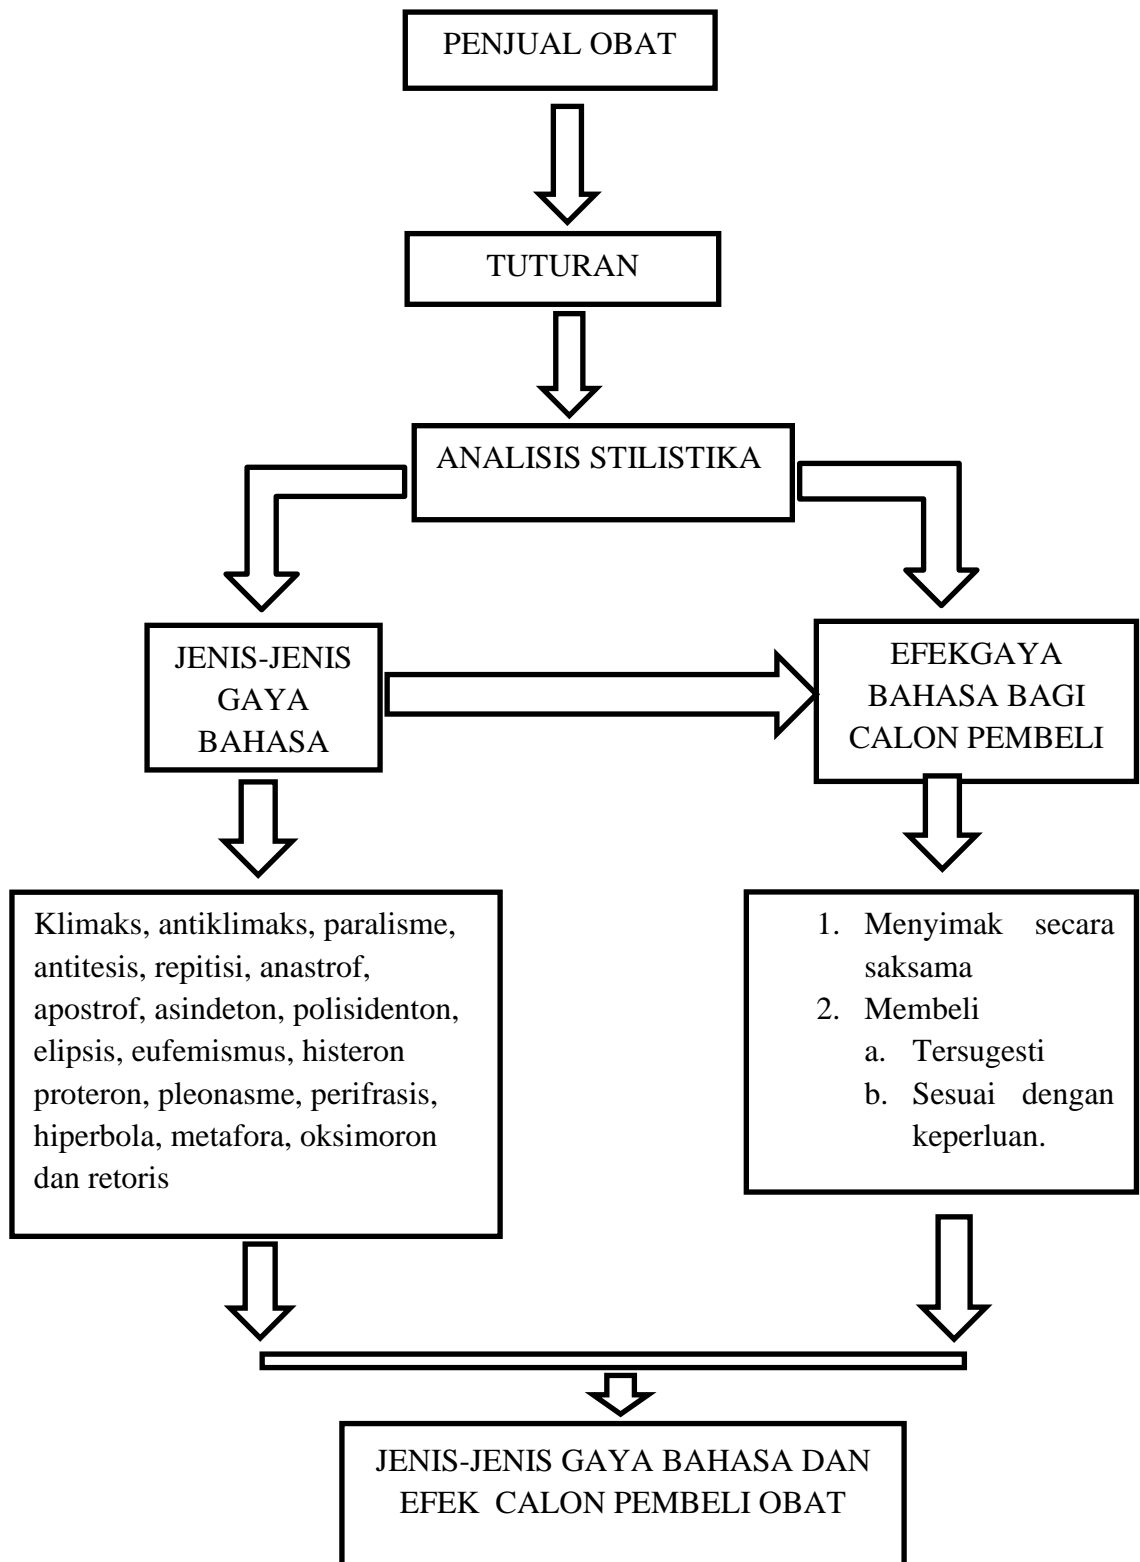 PENJUAL OBAT
TUTURAN
ANALISIS STILISTIKA
JENIS-JENIS
GAYA
BAHASA
EFEKGAYA
BAHASA BAGI
CALON PEMBELI
Klimaks, antiklimaks, paralisme,
antitesis, repitisi, anastrof,
apostrof, asindeton, polisidenton,
elipsis, eufemismus, histeron
proteron, pleonasme, perifrasis,
hiperbola, metafora, oksimoron
dan retoris
1. Menyimak secara
saksama
2. Membeli
a. Tersugesti
b. Sesuai dengan
keperluan.
JENIS-JENIS GAYA BAHASA DAN
EFEK CALON PEMBELI OBAT